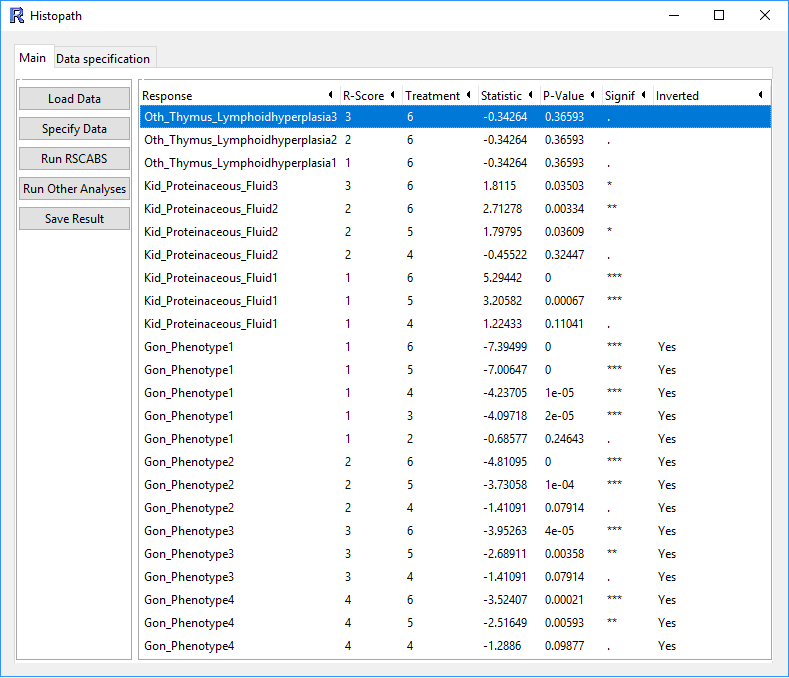 Histopath
Main Data specification
Load Data
Specify Data
Run RSCABS
Run Other Analyses
Save Result
Response R-Score Treatment Statistic P-Value Signif Inverted
Oth_Thymus_Lymphoidhyperplasia3 3 6 -0.34264 0.36593 .
Oth_Thymus_Lymphoidhyperplasia2 2 6 -0.34264 0.36593 .
Oth_Thymus_Lymphoidhyperplasia1 1 6 -0.34264 0.36593 .
Kid_Proteinaceous_Fluid3 3 6 1.8115 0.03503 *
Kid_Proteinaceous_Fluid2 2 6 2.71278 0.00334 **
Kid_Proteinaceous_Fluid2 2 5 1.79795 0.03609 *
Kid_Proteinaceous_Fluid2 2 4 -0.45522 0.32447 .
Kid_Proteinaceous_Fluid1 1 6 5.29442 0 ***
Kid_Proteinaceous_Fluid1 1 5 3.20582 0.00067 ***
Kid_Proteinaceous_Fluid1 1 4 1.22433 0.11041 .
Gon_Phenotype1 1 6 -7.39499 0 *** Yes
Gon_Phenotype1 1 5 -7.00647 0 *** Yes
Gon_Phenotype1 1 4 -4.23705 1e-05 *** Yes
Gon_Phenotype1 1 3 -4.09718 2e-05 *** Yes
Gon_Phenotype1 1 2 -0.68577 0.24643 . Yes
Gon_Phenotype2 2 6 -4.81095 0 *** Yes
Gon_Phenotype2 2 5 -3.73058 1e-04 *** Yes
Gon_Phenotype2 2 4 -1.41091 0.07914 . Yes
Gon_Phenotype3 3 6 -3.95263 4e-05 *** Yes
Gon_Phenotype3 3 5 -2.68911 0.00358 ** Yes
Gon_Phenotype3 3 4 -1.41091 0.07914 . Yes
Gon_Phenotype4 4 6 -3.52407 0.00021 *** Yes
Gon_Phenotype4 4 5 -2.51649 0.00593 ** Yes
Gon_Phenotype4 4 4 -1.2886 0.09877 . Yes